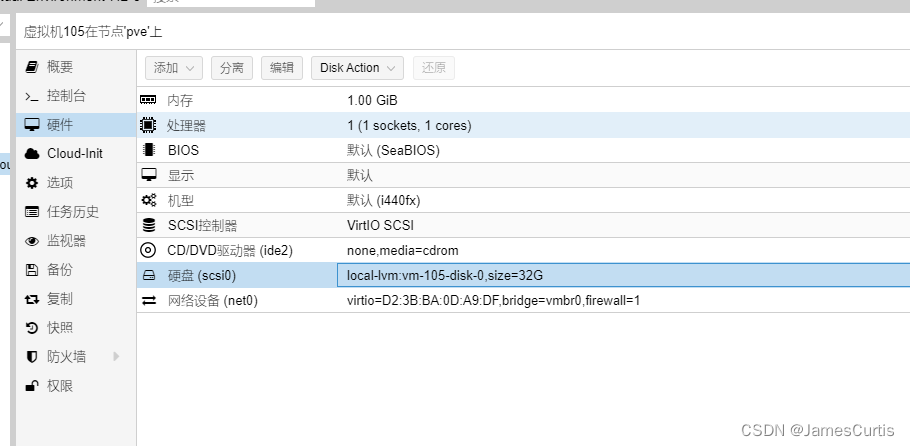 虚拟机105在节点'pve'上
概要
控制台
硬件
Cloud-Init
选项
任务历史
监视器
备份
复制
快照
防火墙
权限
添加 分离 编辑 Disk Action 还原
内存 1.00 GiB
处理器 1 (1 sockets, 1 cores)
BIOS 默认 (SeaBIOS)
显示 默认
机型 默认 (i440fx)
SCSI控制器 VirtIO SCSI
CD/DVD驱动器 (ide2) none,media=cdrom
硬盘 (scsi0) local-lvm:vm-105-disk-0,size=32G
网络设备 (net0) virtio=D2:3B:BA:0D:A9:DF,bridge=vmbr0,firewall=1
CSDN @JamesCurtis